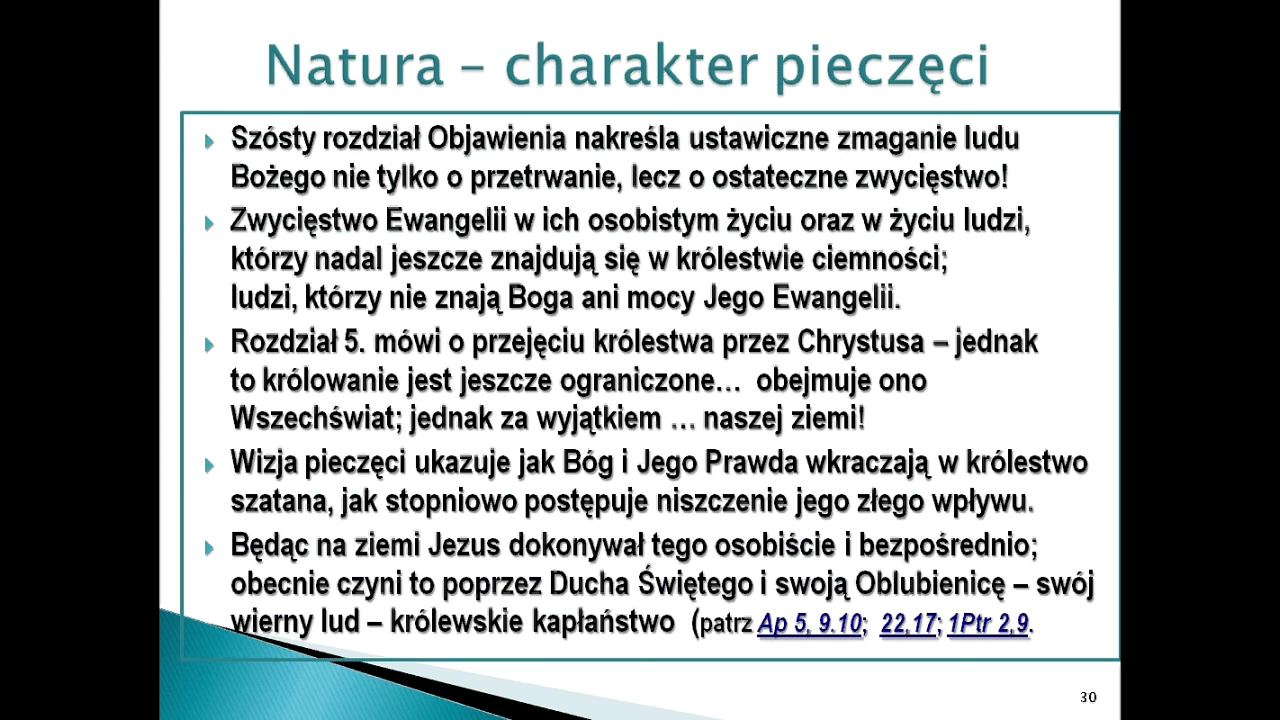 Natura – charakter pieczęci
Szósty rozdział Objawienia nakreśla ustawiczne zmaganie ludu
Bożego nie tylko o przetrwanie, lecz o ostateczne zwycięstwo!
Zwycięstwo Ewangelii w ich osobistym życiu oraz w życiu ludzi,
którzy nadal jeszcze znajdują się w królestwie ciemności;
ludzi, którzy nie znają Boga ani mocy Jego Ewangelii.
Rozdział 5. mówi o przejęciu królestwa przez Chrystusa – jednak
to królowanie jest jeszcze ograniczone… obejmuje ono
Wszechświat; jednak za wyjątkiem … naszej ziemi!
Wizja pieczęci ukazuje jak Bóg i Jego Prawda wkraczają w królestwo
szatana, jak stopniowo postępuje niszczenie jego złego wpływu.
Będąc na ziemi Jezus dokonywał tego osobiście i bezpośrednio;
obecnie czyni to poprzez Ducha Świętego i swoją Oblubienicę – swój
wierny lud – królewskie kapłaństwo (patrz Ap 5, 9.10; 22,17; 1Ptr 2,9.
30